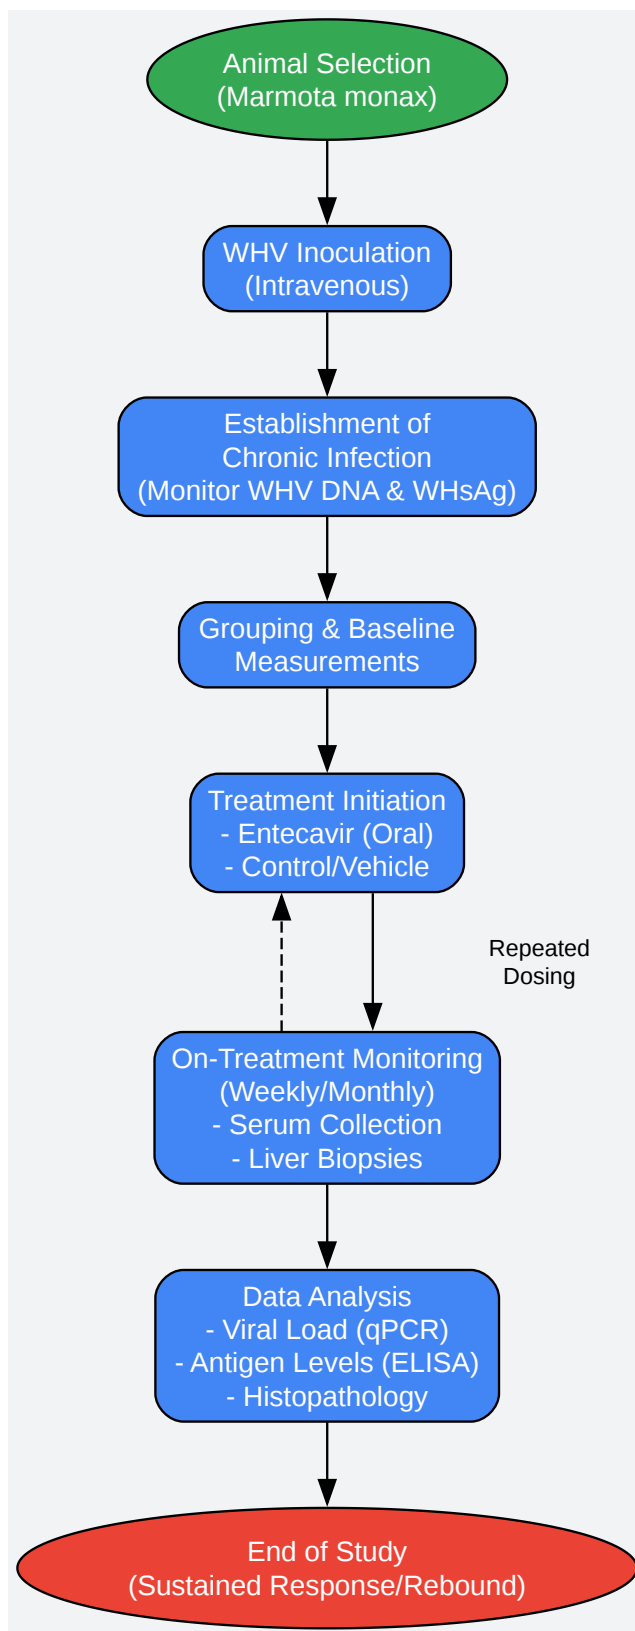 Animal Selection
(Marmota monax)
WHV Inoculation
(Intravenous)
Establishment of
Chronic Infection
(Monitor WHV DNA & WHsAg)
Grouping & Baseline
Measurements
Treatment Initiation
- Entecavir (Oral)
- Control/Vehicle
Repeated
Dosing
On-Treatment Monitoring
(Weekly/Monthly)
- Serum Collection
- Liver Biopsies
Data Analysis
- Viral Load (qPCR)
- Antigen Levels (ELISA)
- Histopathology
End of Study
(Sustained Response/Rebound)